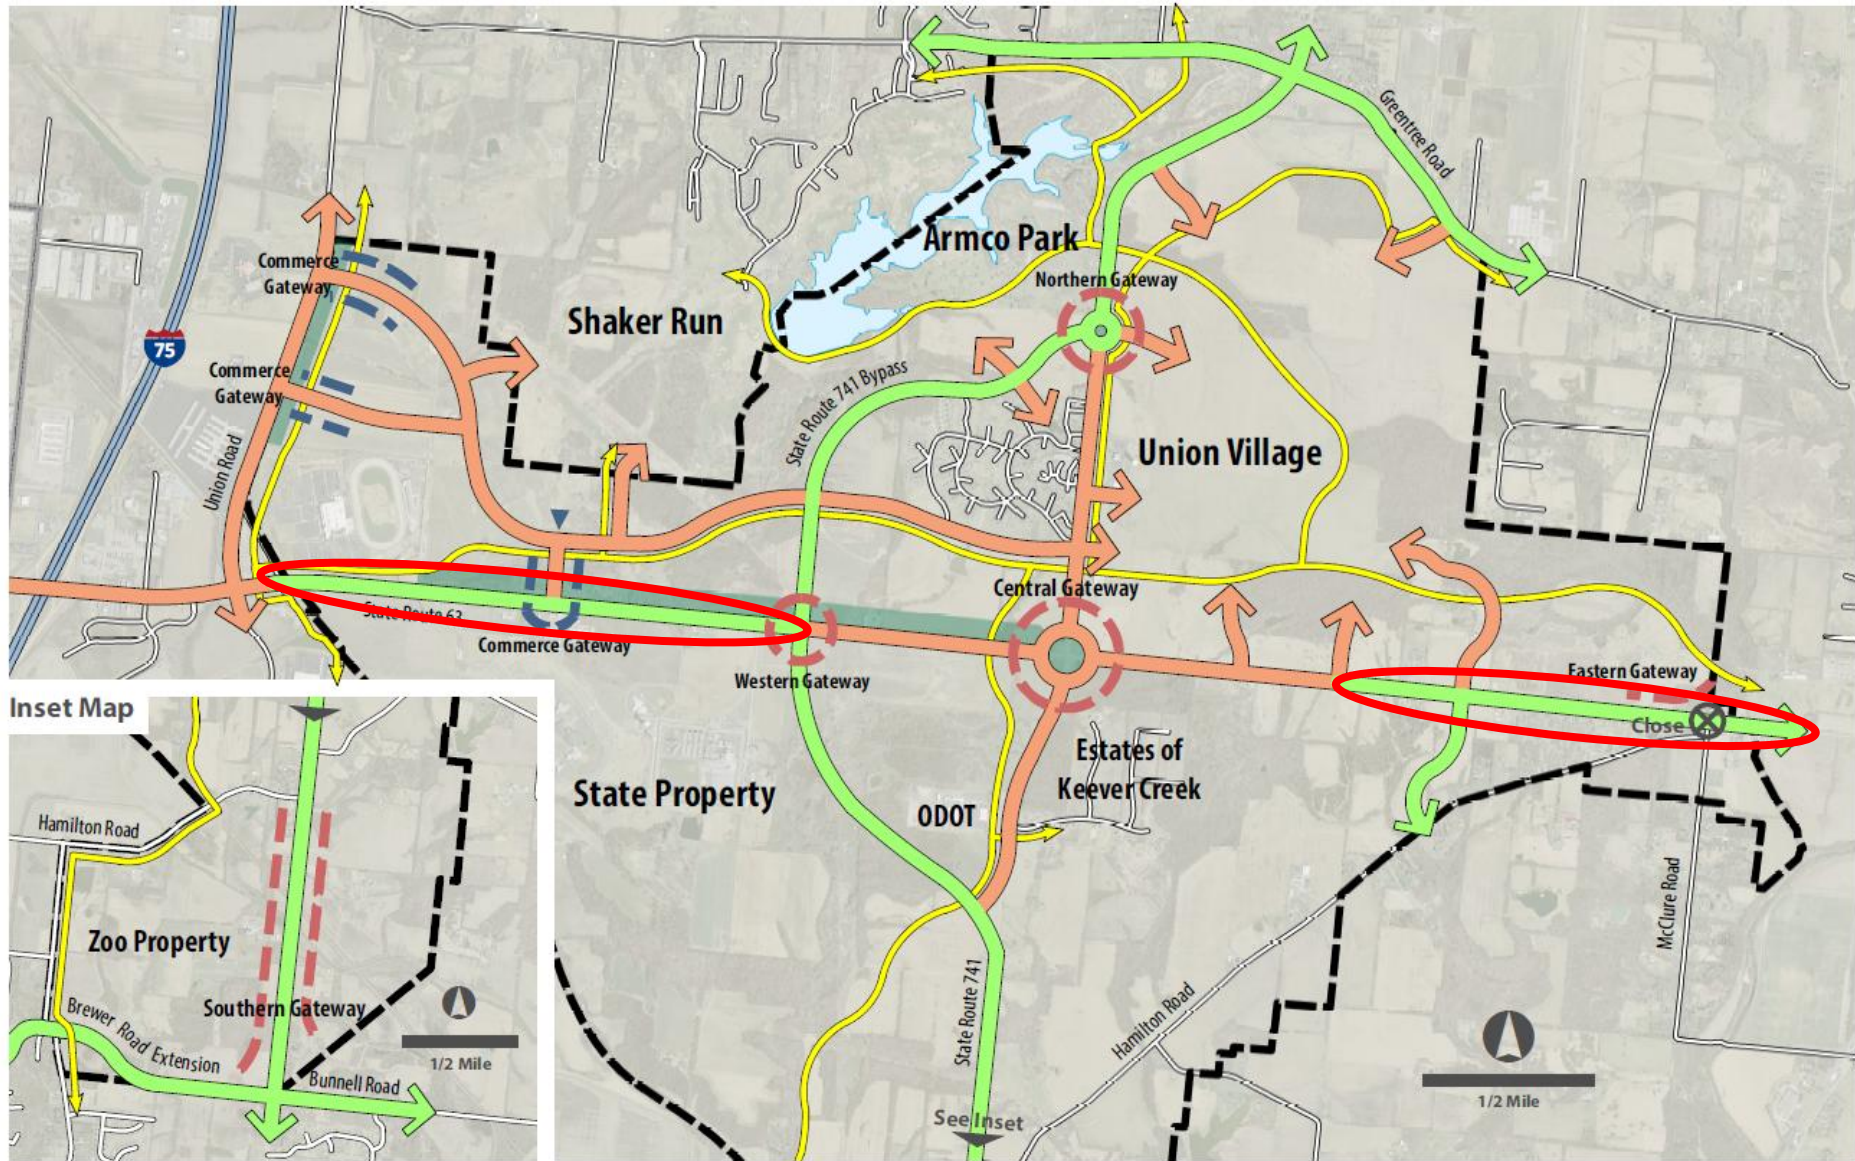 Greentree Road
Armco Park
Commerce
Gateway
Northern Gateway
Shaker Run
75
Commerce
Gateway
State Route 741 Bypass
Union Village
Union Road
Central Gateway
State Route 63
Commerce Gateway
Western Gateway
Eastern Gateway
Close
Inset Map
Estates of
Keever Creek
State Property
ODOT
Hamilton Road
McClure Road
Zoo Property
Southern Gateway
State Route 741
Hamilton Road
Brewer Road Extension
1/2 Mile
Bunnell Road
See Inset
1/2 Mile